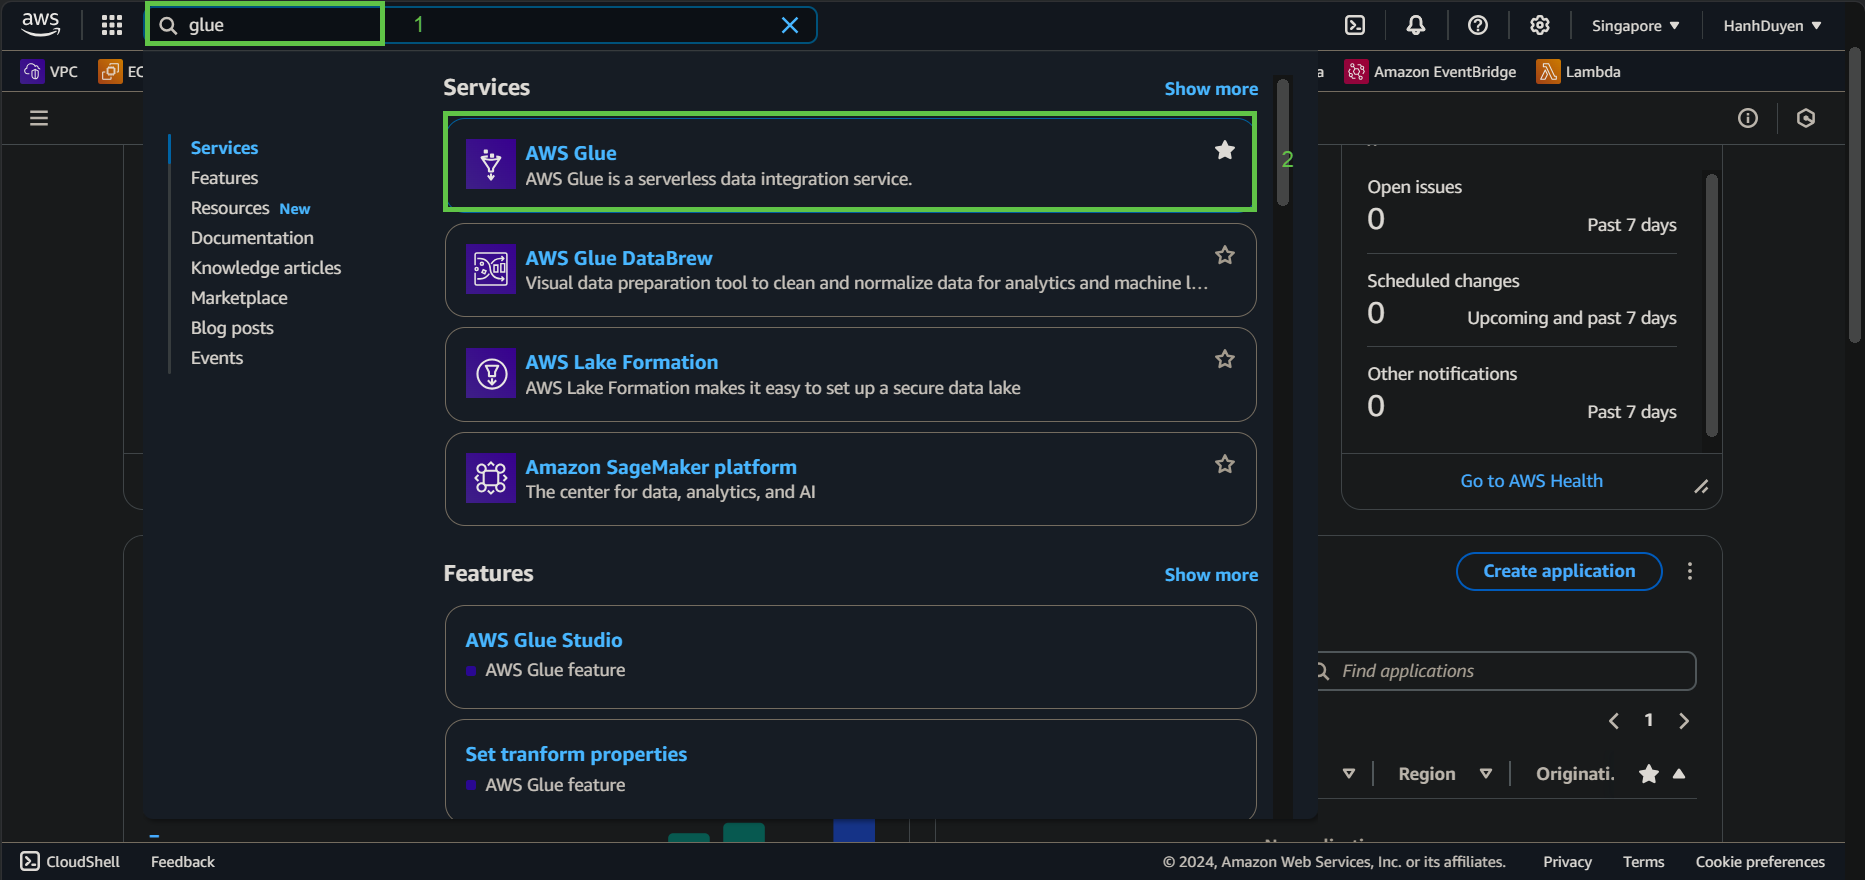 aws
glue
1
Singapore
HanhDuyen
VPC
EC
a
Amazon EventBridge
Lambda
Services
Show more
Services
Features
Resources New
Documentation
Knowledge articles
Marketplace
Blog posts
Events
AWS Glue
AWS Glue is a serverless data integration service.
2
AWS Glue DataBrew
Visual data preparation tool to clean and normalize data for analytics and machine l…
AWS Lake Formation
AWS Lake Formation makes it easy to set up a secure data lake
Amazon SageMaker platform
The center for data, analytics, and AI
Features
Show more
AWS Glue Studio
AWS Glue feature
Set tranform properties
AWS Glue feature
Open issues
0
Past 7 days
Scheduled changes
0
Upcoming and past 7 days
Other notifications
0
Past 7 days
Go to AWS Health
Create application
Find applications
1
Region
Originati.
CloudShell
Feedback
© 2024, Amazon Web Services, Inc. or its affiliates.
Privacy
Terms
Cookie preferences